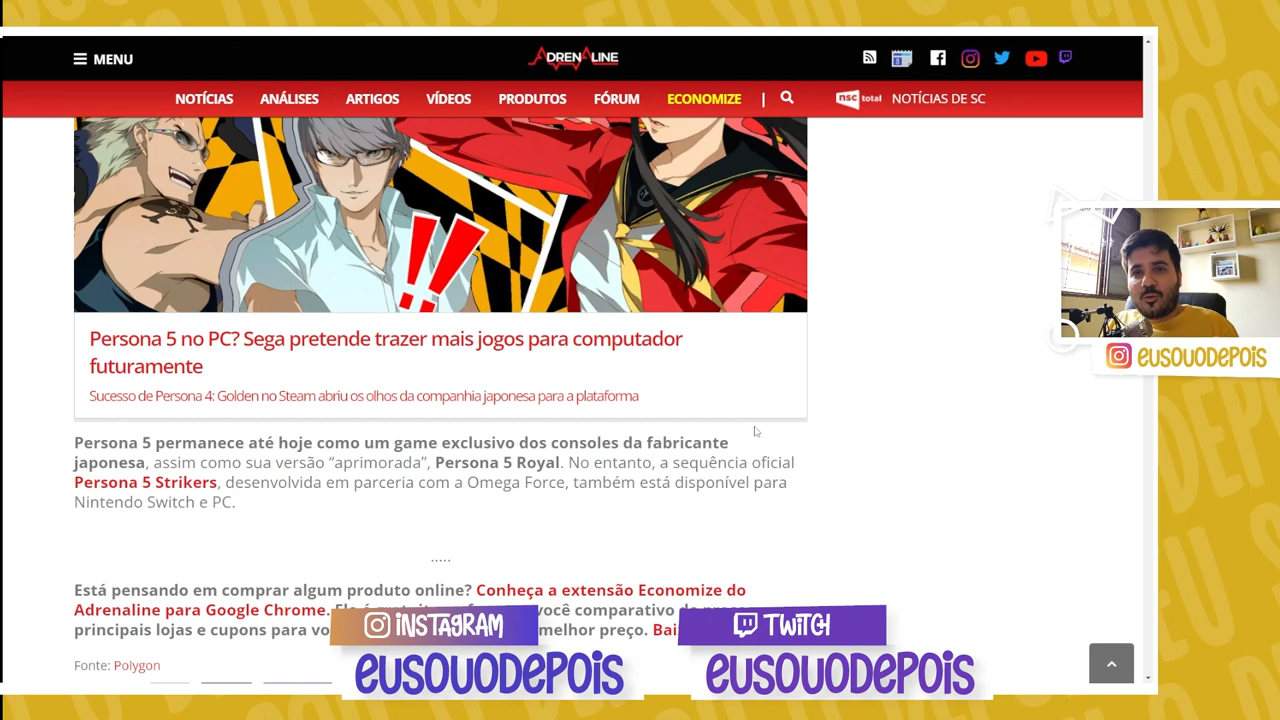 MENU
ADRENALINE
NOTÍCIAS ANÁLISES ARTIGOS VÍDEOS PRODUTOS FÓRUM ECONOMIZE | nsc total NOTÍCIAS DE SC
!!
Persona 5 no PC? Sega pretende trazer mais jogos para computador
futuramente
Sucesso de Persona 4: Golden no Steam abriu os olhos da companhia japonesa para a plataforma
Persona 5 permanece até hoje como um game exclusivo dos consoles da fabricante
japonesa, assim como sua versão “aprimorada”, Persona 5 Royal. No entanto, a sequência oficial
Persona 5 Strikers, desenvolvida em parceria com a Omega Force, também está disponível para
Nintendo Switch e PC.
.....
Está pensando em comprar algum produto online? Conheça a extensão Economize do
Adrenaline para Google Chrome. você comparativo
principais lojas e cupons para melhor preço.
Fonte: Polygon
INSTAGRAM
EUSOUODEPOIS
TWITCH
EUSOUODEPOIS
EUSOUODEPOIS